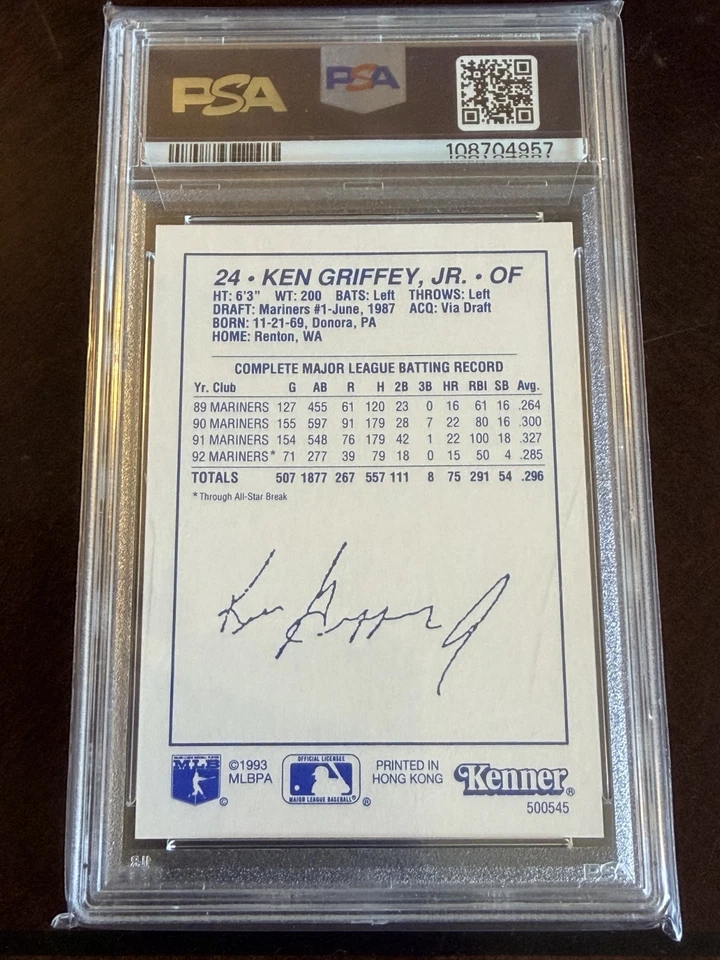 PSA PSA
108704957
24 • KEN GRIFFEY, JR. • OF
HT: 6'3" WT: 200 BATS: Left THROWS: Left
DRAFT: Mariners #1-June, 1987 ACQ: Via Draft
BORN: 11-21-69, Donora, PA
HOME: Renton, WA
COMPLETE MAJOR LEAGUE BATTING RECORD
Yr. Club G AB R H 2B 3B HR RBI SB Avg.
89 MARINERS 127 455 61 120 23 0 16 61 16 .264
90 MARINERS 155 597 91 179 28 7 22 80 16 .300
91 MARINERS 154 548 76 179 42 1 22 100 18 .327
92 MARINERS* 71 277 39 79 18 0 15 50 4 .285
TOTALS 507 1877 267 557 111 8 75 291 54 .296
*Through All-Star Break
Ken Griffey Jr
MLB ©
©1993
MLBPA
OFFICIAL LICENSEE
MAJOR LEAGUE BASEBALL ®
PRINTED IN
HONG KONG
Kenner®
500545